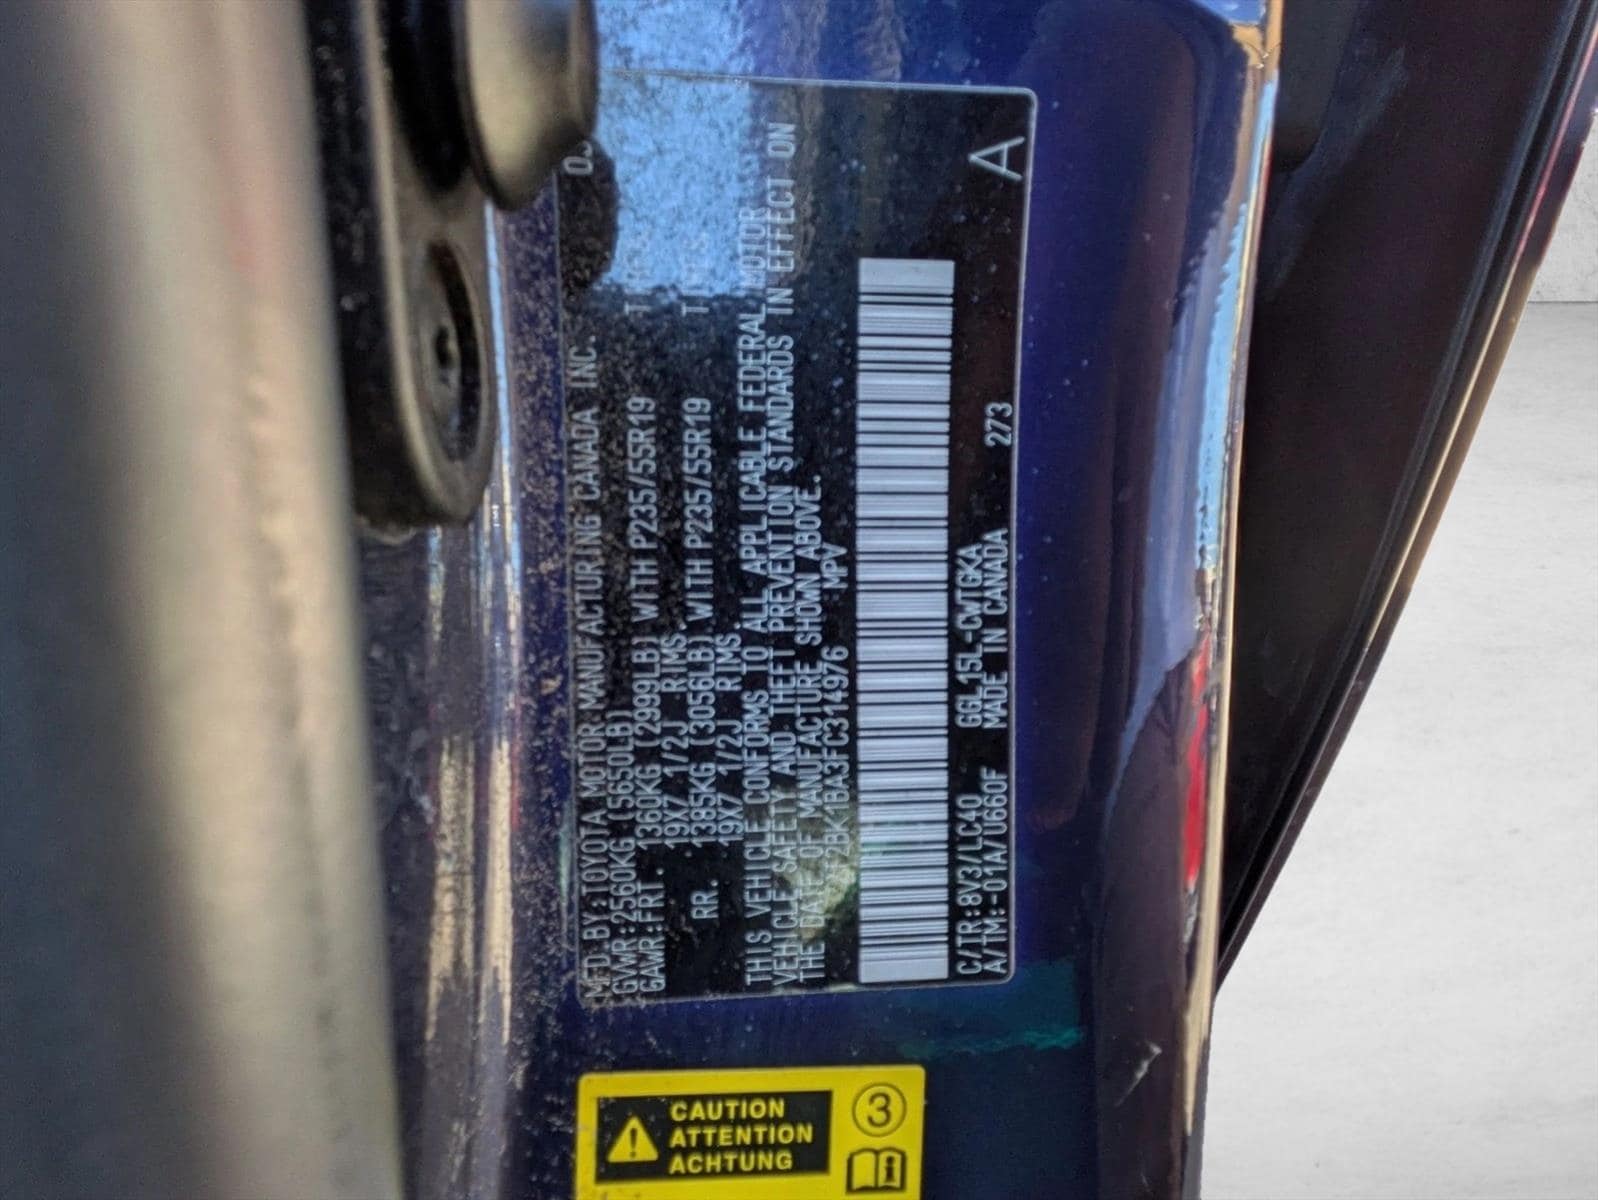 MFD.BY:TOYOTA MOTOR MANUFACTURING CANADA INC.
GVWR:2560KG (5650LB)
GAWR:FRT. 1360KG (2999LB) WITH P235/55R19
19X7 1/2J RIMS
RR. 1385KG (3056LB) WITH P235/55R19
19X7 1/2J RIMS
THIS VEHICLE CONFORMS TO ALL APPLICABLE FEDERAL MOTOR
VEHICLE SAFETY AND THEFT PREVENTION STANDARDS IN EFFECT ON
THE DATE OF MANUFACTURE SHOWN ABOVE.
2T2BK1BA3FC314976 MPV
C/TR:8V3/LC40 GGL15L-CWTGKA
A/TM:-01A/U660F MADE IN CANADA 273 A
CAUTION
ATTENTION
ACHTUNG
3